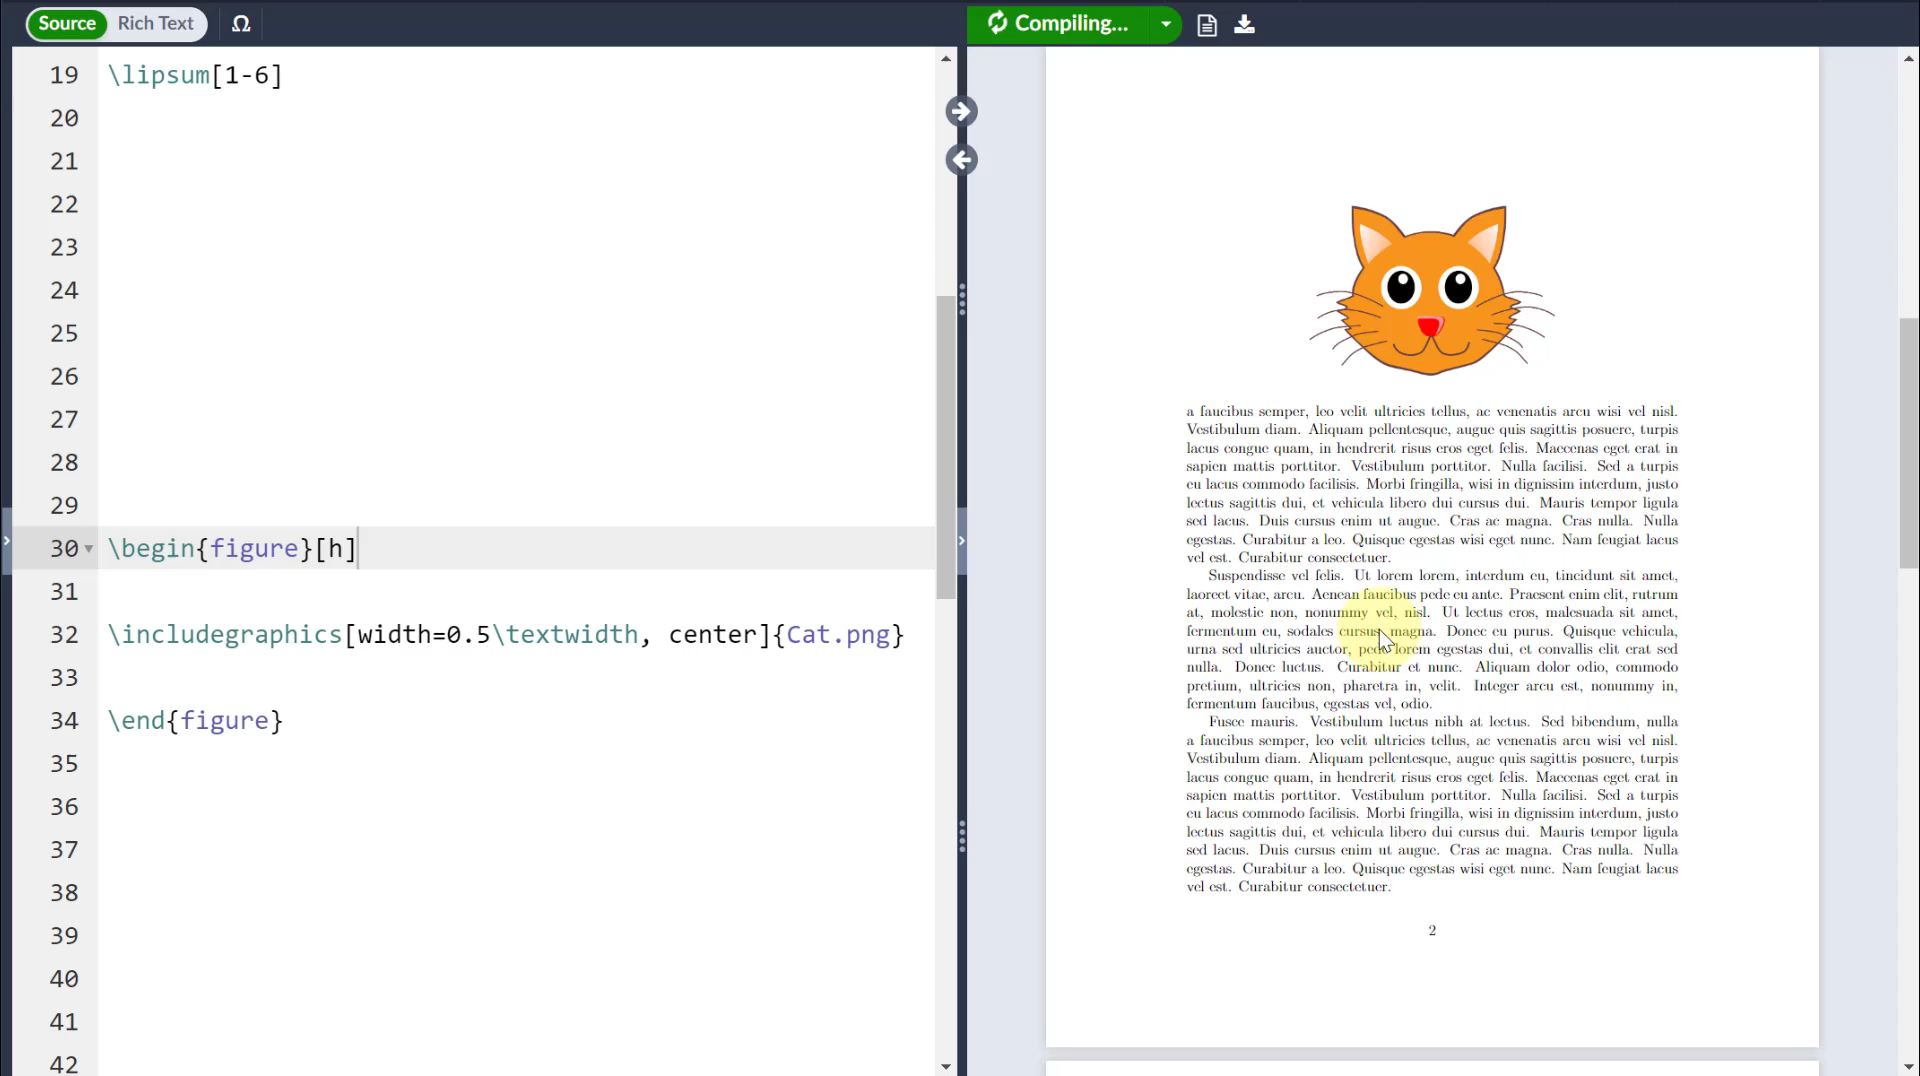 Source Rich Text Ω
Compiling...
19 \lipsum[1-6]
20
21
22
23
24
25
26
27
28
29
30 \begin{figure}[h]
31
32 \includegraphics[width=0.5\textwidth, center]{Cat.png}
33
34 \end{figure}
35
36
37
38
39
40
41
42
a faucibus semper, leo velit ultricies tellus, ac venenatis arcu wisi vel nisl.
Vestibulum diam. Aliquam pellentesque, augue quis sagittis posuere, turpis
lacus congue quam, in hendrerit risus eros eget felis. Maecenas eget erat in
sapien mattis porttitor. Vestibulum porttitor. Nulla facilisi. Sed a turpis
eu lacus commodo facilisis. Morbi fringilla, wisi in dignissim interdum, justo
lectus sagittis dui, et vehicula libero dui cursus dui. Mauris tempor ligula
sed lacus. Duis cursus enim ut augue. Cras ac magna. Cras nulla. Nulla
egestas. Curabitur a leo. Quisque egestas wisi eget nunc. Nam feugiat lacus
vel est. Curabitur consectetuer.
Suspendisse vel felis. Ut lorem lorem, interdum eu, tincidunt sit amet,
laoreet vitae, arcu. Aenean faucibus pede eu ante. Praesent enim elit, rutrum
at, molestie non, nonummy vel, nisl. Ut lectus eros, malesuada sit amet,
fermentum eu, sodales cursus, magna. Donec eu purus. Quisque vehicula,
urna sed ultricies auctor, pede lorem egestas dui, et convallis elit erat sed
nulla. Donec luctus. Curabitur et nunc. Aliquam dolor odio, commodo
pretium, ultricies non, pharetra in, velit. Integer arcu est, nonummy in,
fermentum faucibus, egestas vel, odio.
Fusce mauris. Vestibulum luctus nibh at lectus. Sed bibendum, nulla
a faucibus semper, leo velit ultricies tellus, ac venenatis arcu wisi vel nisl.
Vestibulum diam. Aliquam pellentesque, augue quis sagittis posuere, turpis
lacus congue quam, in hendrerit risus eros eget felis. Maecenas eget erat in
sapien mattis porttitor. Vestibulum porttitor. Nulla facilisi. Sed a turpis
eu lacus commodo facilisis. Morbi fringilla, wisi in dignissim interdum, justo
lectus sagittis dui, et vehicula libero dui cursus dui. Mauris tempor ligula
sed lacus. Duis cursus enim ut augue. Cras ac magna. Cras nulla. Nulla
egestas. Curabitur a leo. Quisque egestas wisi eget nunc. Nam feugiat lacus
vel est. Curabitur consectetuer.
2